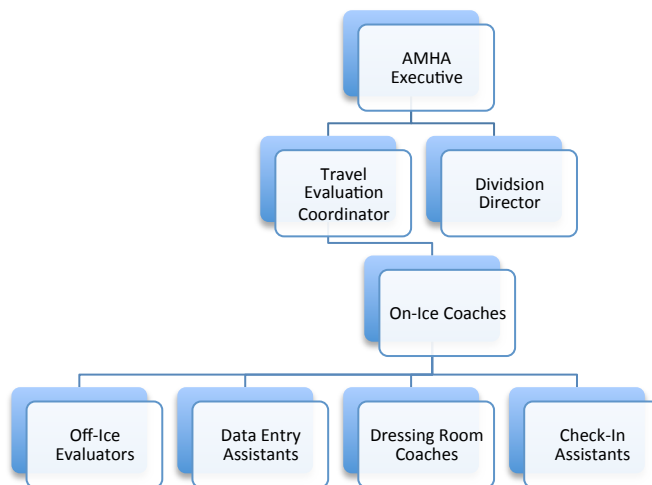 AMHA
Executive
Travel
Evaluation
Coordinator
Dividsion
Director
On-Ice Coaches
Off-Ice
Evaluators
Data Entry
Assistants
Dressing Room
Coaches
Check-In
Assistants